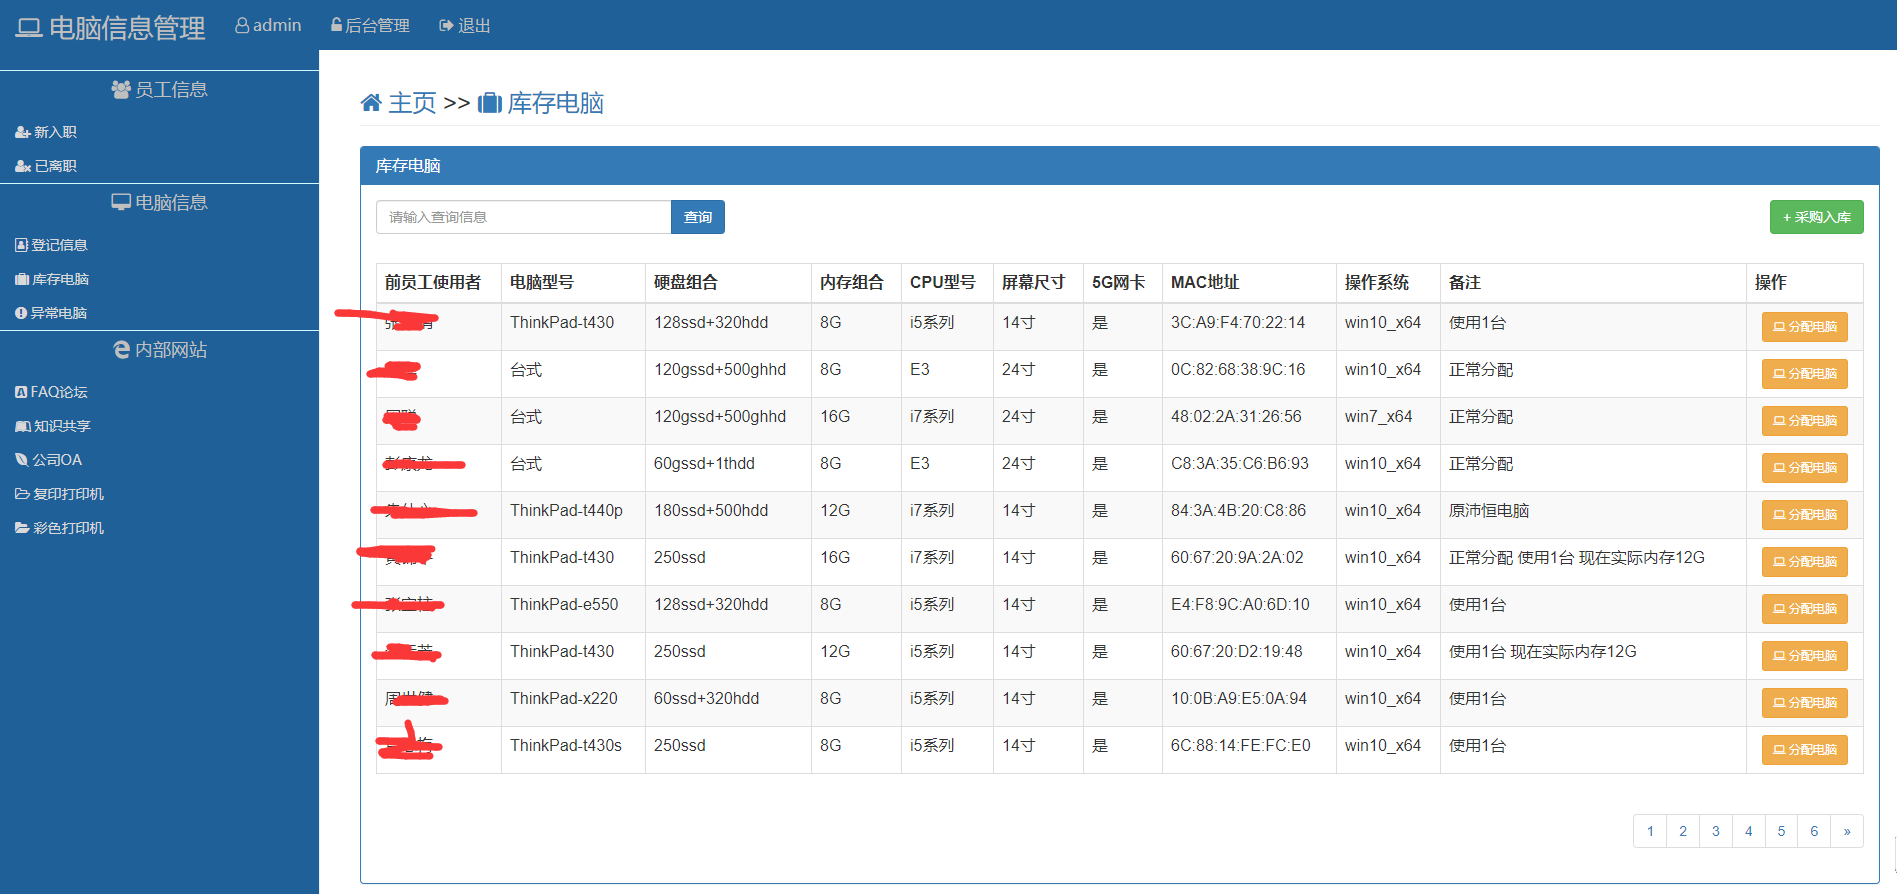 电脑信息管理 admin 后台管理 退出
员工信息
新入职
已离职
电脑信息
登记信息
库存电脑
异常电脑
内部网站
FAQ论坛
知识共享
公司OA
复印打印机
彩色打印机
主页 >> 库存电脑
库存电脑
请输入查询信息 查询 + 采购入库
前员工使用者 电脑型号 硬盘组合 内存组合 CPU型号 屏幕尺寸 5G网卡 MAC地址 操作系统 备注 操作
ThinkPad-t430 128ssd+320hdd 8G i5系列 14寸 是 3C:A9:F4:70:22:14 win10_x64 使用1台 分配电脑
台式 120gssd+500ghhd 8G E3 24寸 是 0C:82:68:38:9C:16 win10_x64 正常分配 分配电脑
台式 120gssd+500ghhd 16G i7系列 24寸 是 48:02:2A:31:26:56 win7_x64 正常分配 分配电脑
台式 60gssd+1thdd 8G E3 24寸 是 C8:3A:35:C6:B6:93 win10_x64 正常分配 分配电脑
ThinkPad-t440p 180ssd+500hdd 12G i7系列 14寸 是 84:3A:4B:20:C8:86 win10_x64 原沛恒电脑 分配电脑
ThinkPad-t430 250ssd 16G i7系列 14寸 是 60:67:20:9A:2A:02 win10_x64 正常分配 使用1台 现在实际内存12G 分配电脑
ThinkPad-e550 128ssd+320hdd 8G i5系列 14寸 是 E4:F8:9C:A0:6D:10 win10_x64 使用1台 分配电脑
ThinkPad-t430 250ssd 12G i5系列 14寸 是 60:67:20:D2:19:48 win10_x64 使用1台 现在实际内存12G 分配电脑
ThinkPad-x220 60ssd+320hdd 8G i5系列 14寸 是 10:0B:A9:E5:0A:94 win10_x64 使用1台 分配电脑
ThinkPad-t430s 250ssd 8G i5系列 14寸 是 6C:88:14:FE:FC:E0 win10_x64 使用1台 分配电脑
1 2 3 4 5 6 »